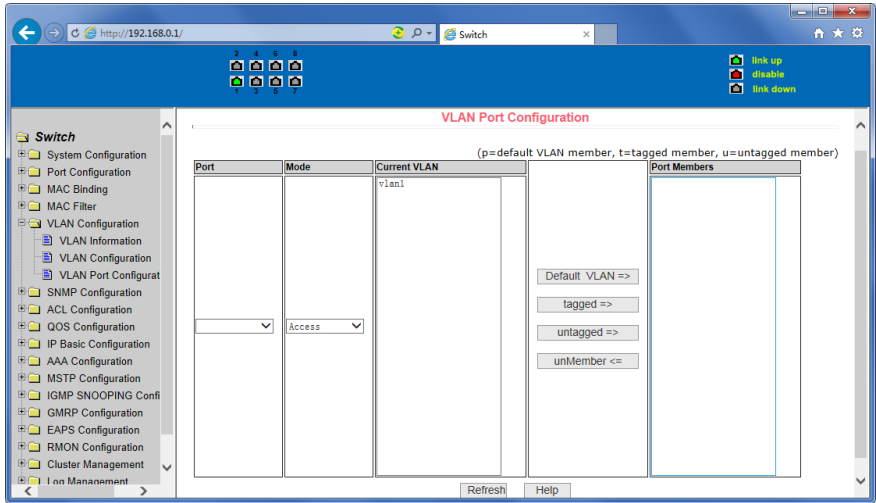 http://192.168.0.1/
Switch
2 4 6 8
1 3 5 7
link up
disable
link down
Switch
System Configuration
Port Configuration
MAC Binding
MAC Filter
VLAN Configuration
VLAN Information
VLAN Configuration
VLAN Port Configurat
SNMP Configuration
ACL Configuration
QOS Configuration
IP Basic Configuration
AAA Configuration
MSTP Configuration
IGMP SNOOPING Confi
GMRP Configuration
EAPS Configuration
RMON Configuration
Cluster Management
Log Management
VLAN Port Configuration
(p=default VLAN member, t=tagged member, u=untagged member)
Port Mode Current VLAN Port Members
vlan1
Access
Default VLAN =>
tagged =>
untagged =>
unMember <=
Refresh Help